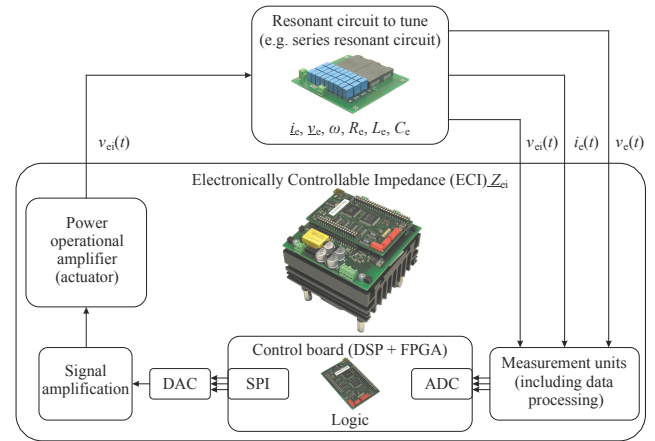 Resonant circuit to tune
(e.g. series resonant circuit)
i_e, v_e, ω, R_e, L_e, C_e
v_ei(t)
v_ei(t)
i_e(t)
v_e(t)
Electronically Controllable Impedance (ECI) Z_ei
Power
operational
amplifier
(actuator)
Signal
amplification
DAC
Control board (DSP + FPGA)
SPI
ADC
Logic
Measurement units
(including data
processing)